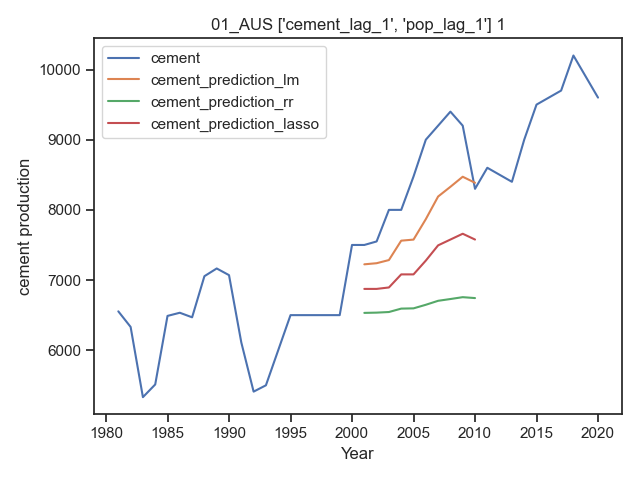 01_AUS ['cement_lag_1', 'pop_lag_1'] 1
cement
cement_prediction_lm
cement_prediction_rr
cement_prediction_lasso
cement production
10000
9000
8000
7000
6000
1980 1985 1990 1995 2000 2005 2010 2015 2020
Year